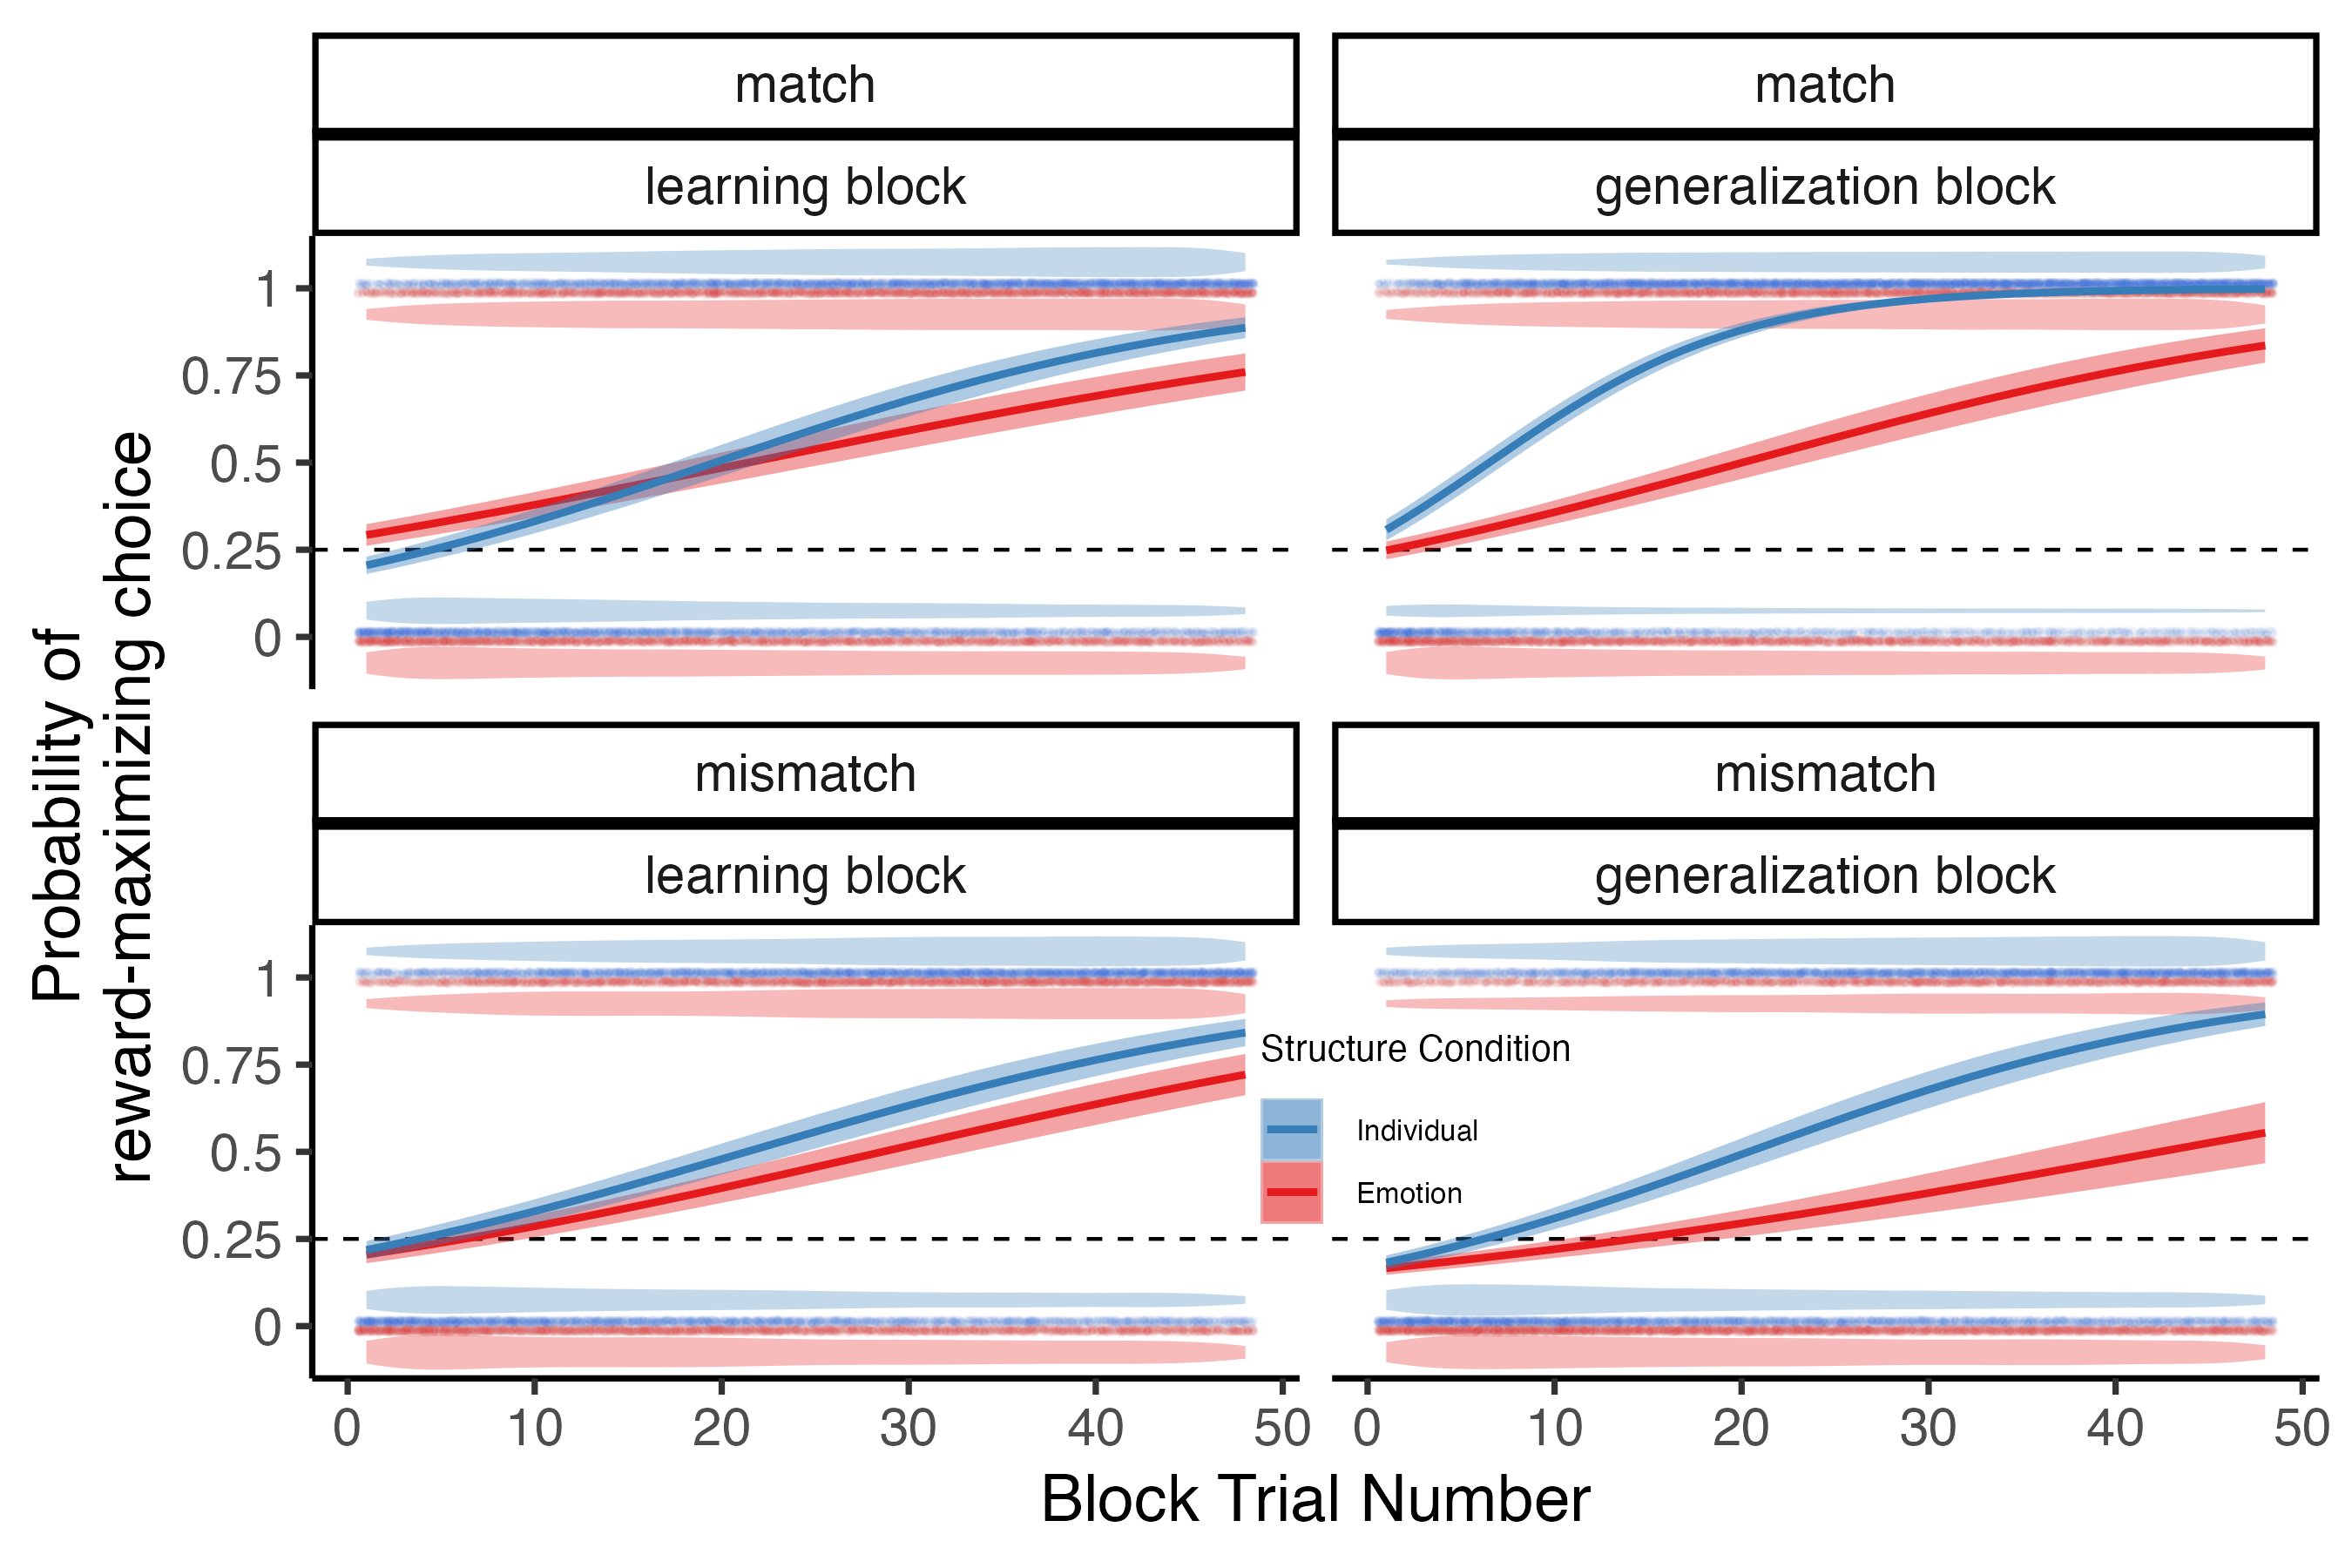 match
match
learning block
generalization block
1
0.75
0.5
0.25
0
mismatch
mismatch
learning block
generalization block
1
0.75
0.5
0.25
0
Probability of
reward-maximizing choice
Structure Condition
Individual
Emotion
0 10 20 30 40 50
0 10 20 30 40 50
Block Trial Number